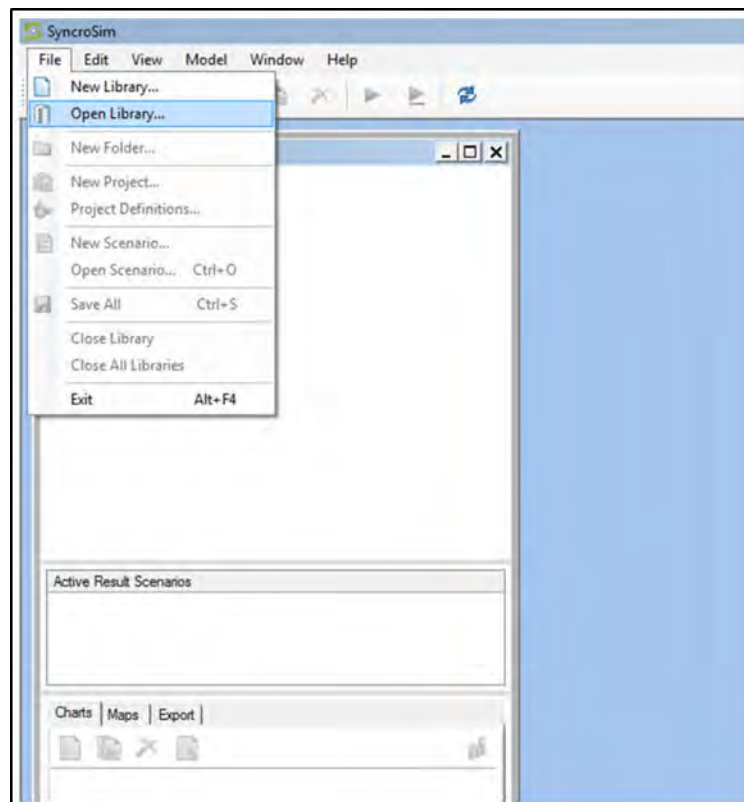 SyncroSim
File Edit View Model Window Help
New Library...
Open Library...
New Folder...
New Project...
Project Definitions...
New Scenario...
Open Scenario... Ctrl+O
Save All Ctrl+S
Close Library
Close All Libraries
Exit Alt+F4
Active Result Scenarios
Charts Maps Export